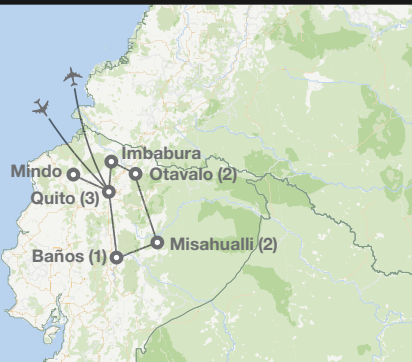 Imbabura
Mindo
Otavalo (2)
Quito (3)
Misahualli (2)
Baños (1)